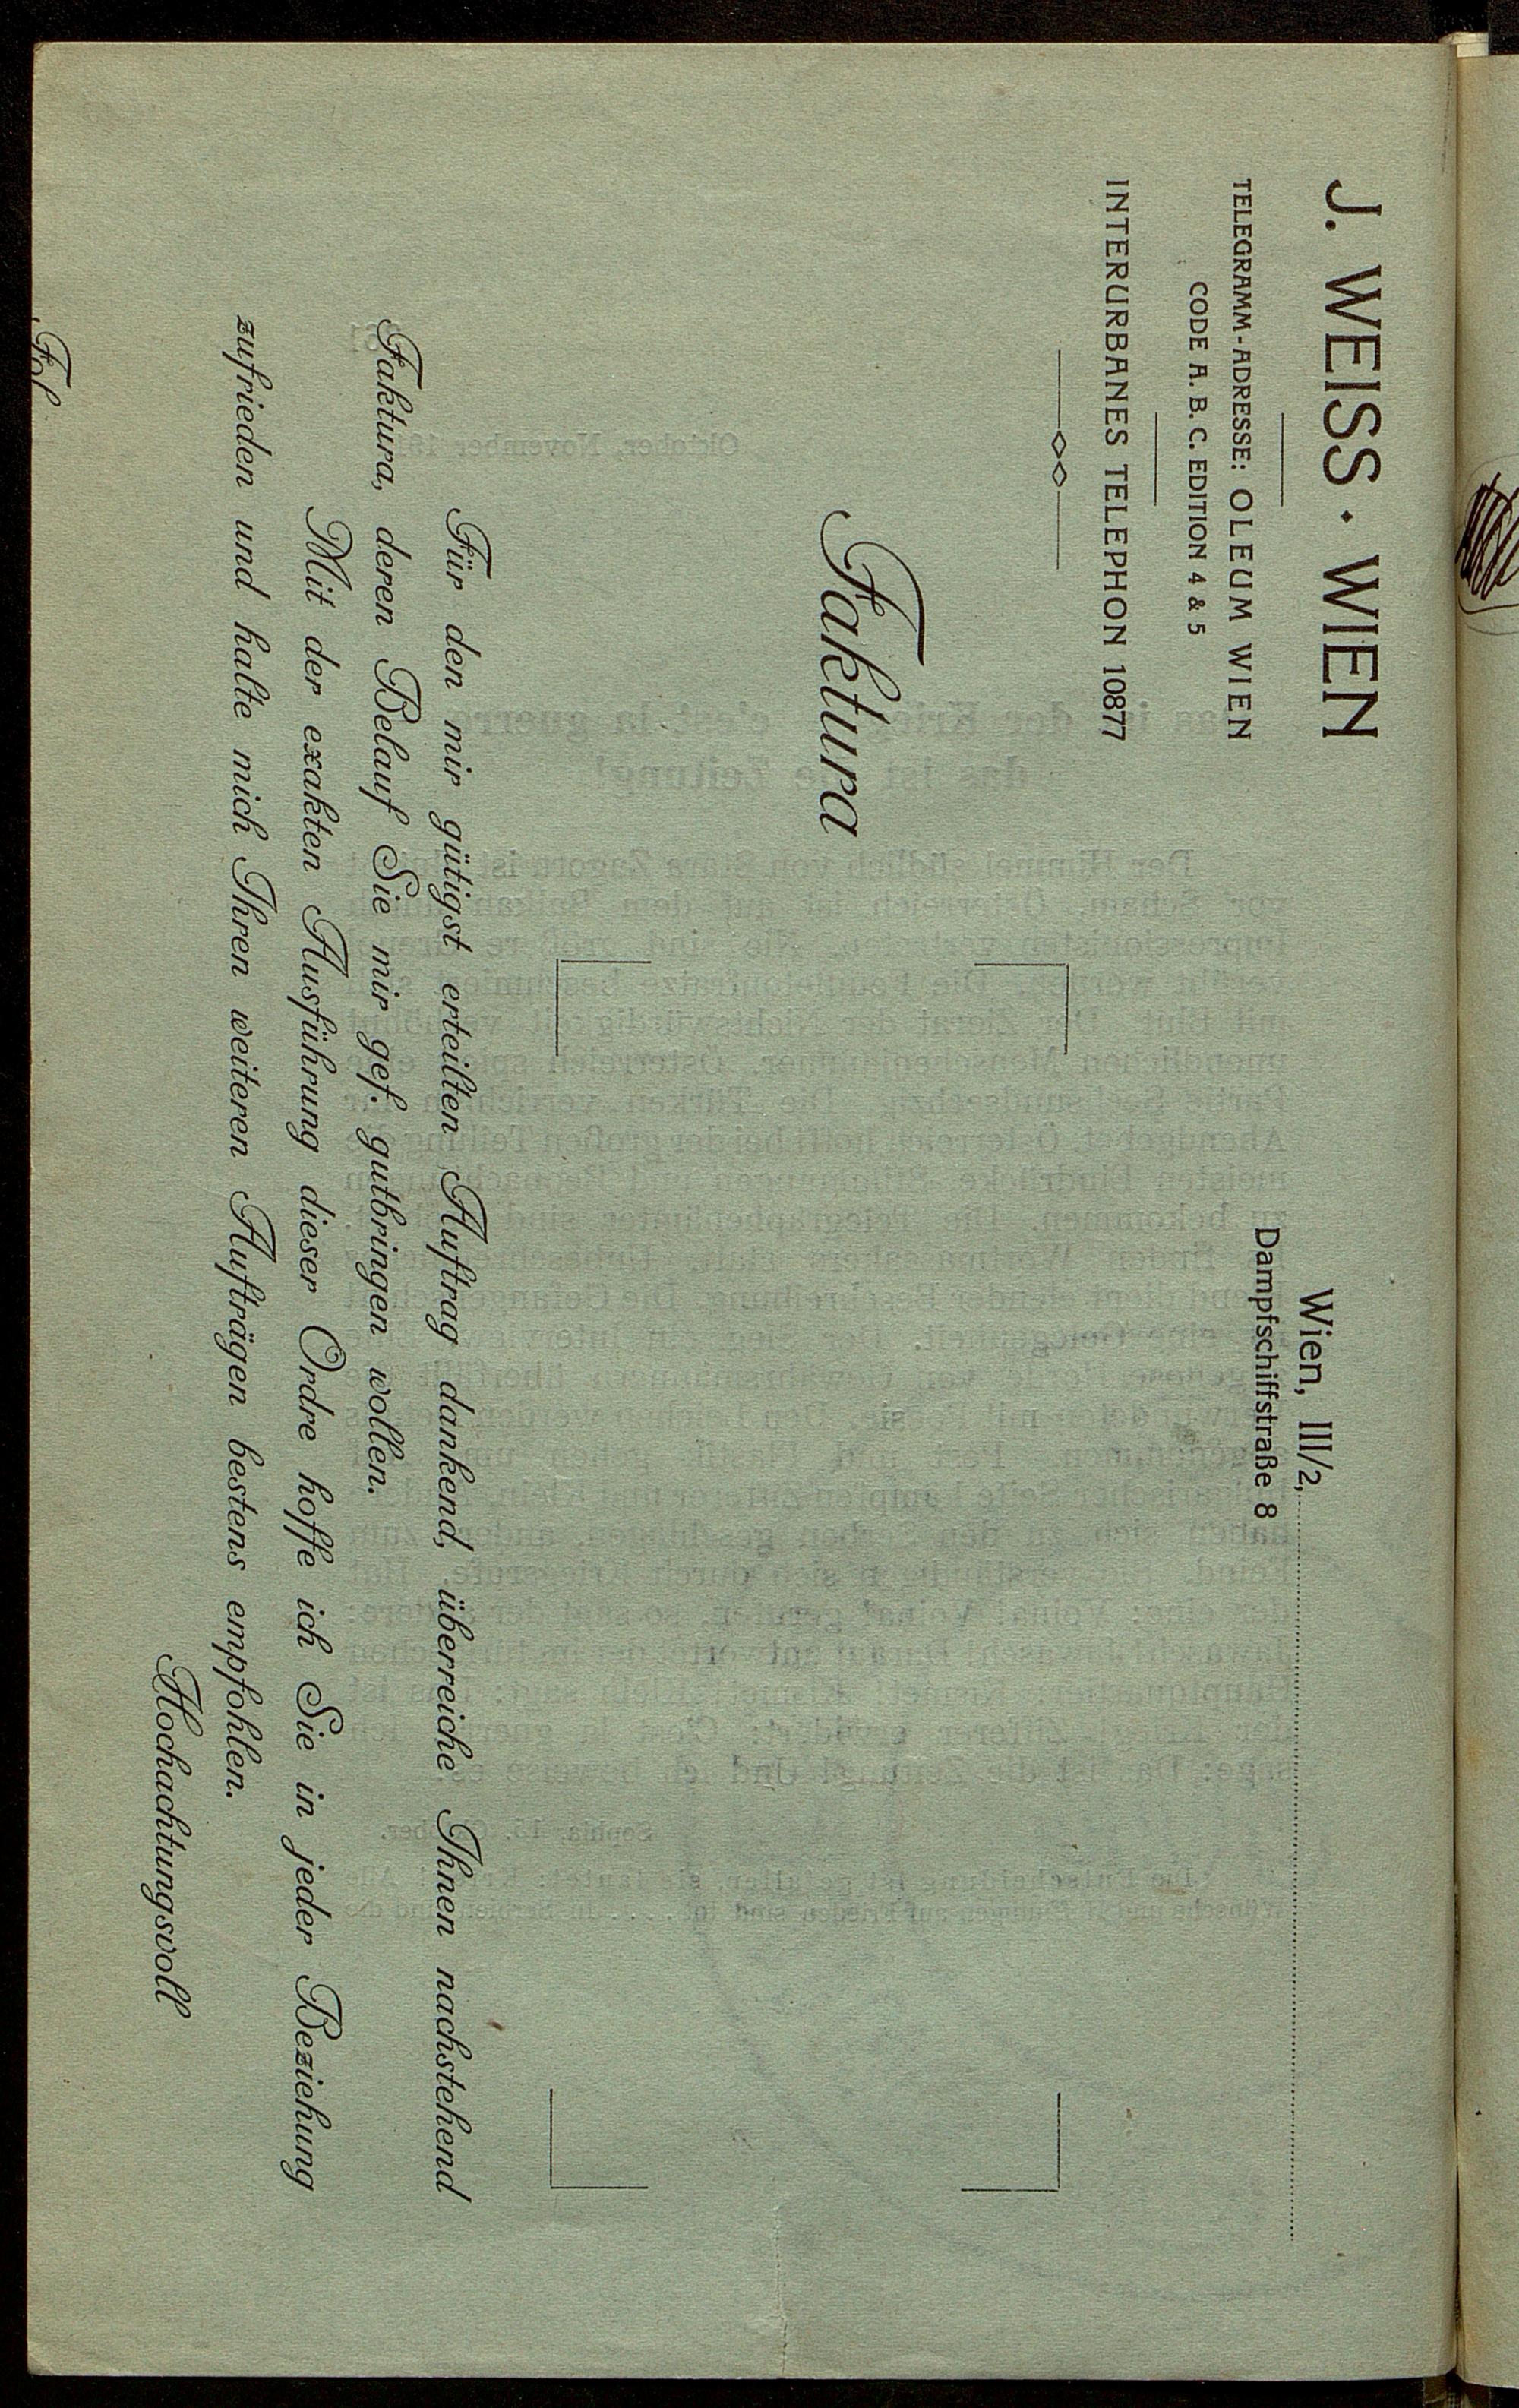 J. WEISS · WIEN
TELEGRAMM-ADRESSE: OLEUM WIEN
CODE A. B. C. EDITION 4 & 5
INTERURBANES TELEPHON 10877
Wien, III/2,
Dampfschiffstraße 8
Faktura
Für den mir gütigst erteilten Auftrag dankend, überreiche Ihnen nachstehend
Faktura, deren Belauf Sie mir gef. gutbringen wollen.
Mit der exakten Ausführung dieser Ordre hoffe ich Sie in jeder Beziehung
zufrieden und halte mich Ihren weiteren Aufträgen bestens empfohlen.
Hochachtungsvoll